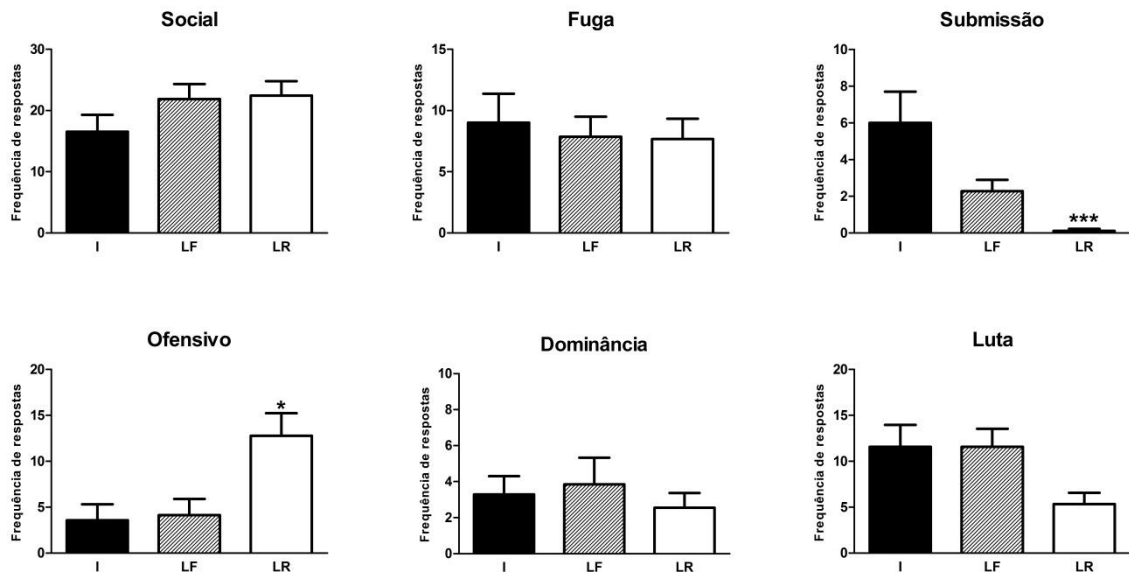 Social
Frequência de respostas
30
20
10
0
I LF LR
Fuga
Frequência de respostas
15
10
5
0
I LF LR
Submissão
Frequência de respostas
10
8
6
4
2
0
***
I LF LR
Ofensivo
Frequência de respostas
20
15
10
5
0
*
I LF LR
Dominância
Frequência de respostas
10
8
6
4
2
0
I LF LR
Luta
Frequência de respostas
20
15
10
5
0
I LF LR